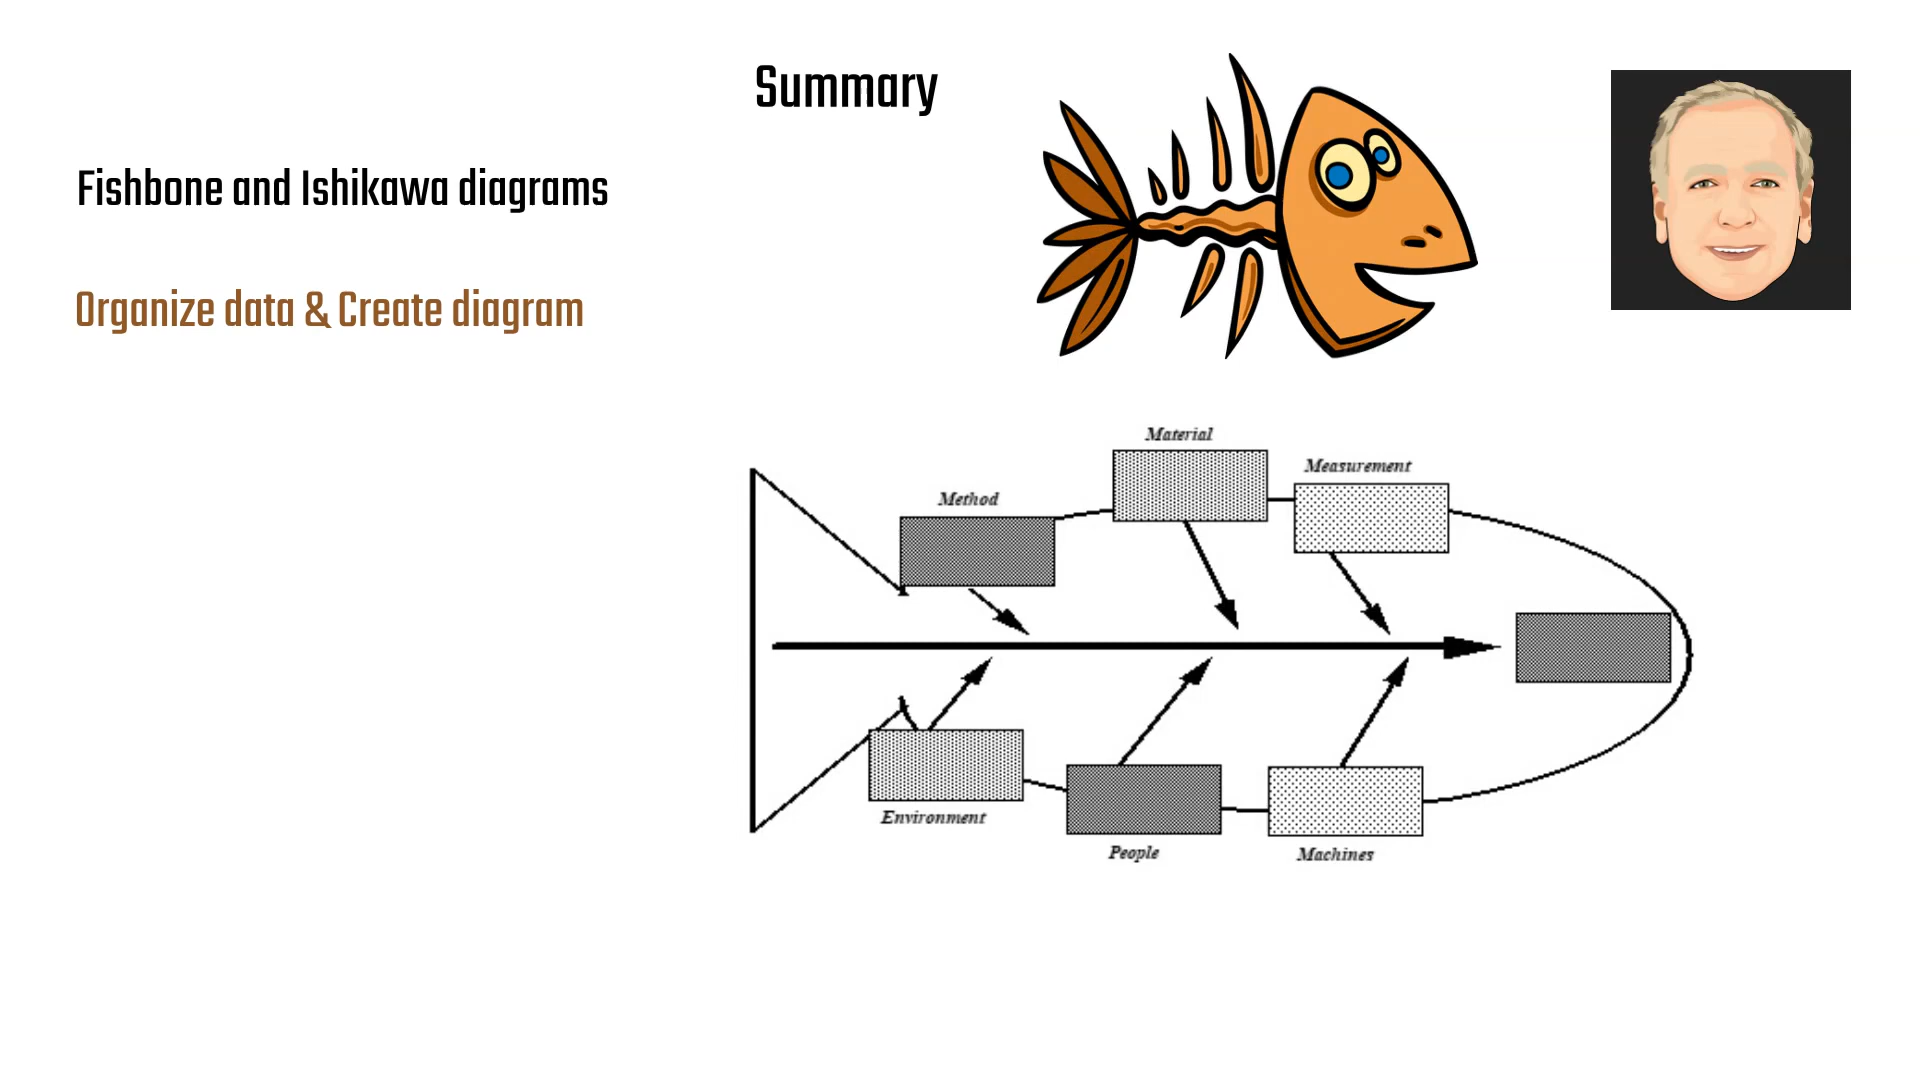 Summary
Fishbone and Ishikawa diagrams
Organize data & Create diagram
Material
Measurement
Method
Environment
People
Machines